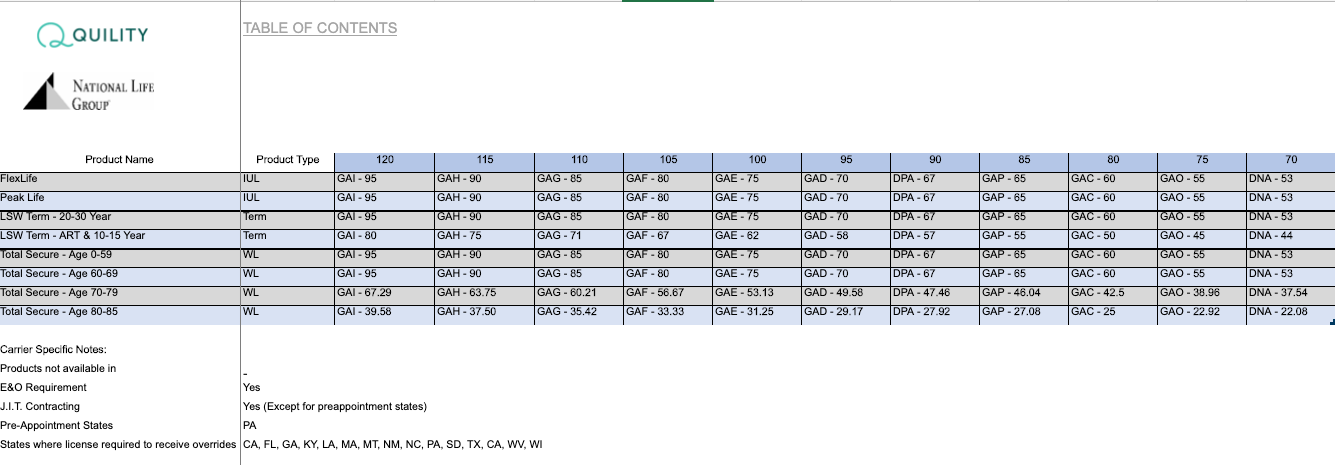 QUILITY
TABLE OF CONTENTS
NATIONAL LIFE
GROUP
Product Name Product Type 120 115 110 105 100 95 90 85 80 75 70
FlexLife IUL GAI - 95 GAH - 90 GAG - 85 GAF - 80 GAE - 75 GAD - 70 DPA - 67 GAP - 65 GAC - 60 GAO - 55 DNA - 53
Peak Life IUL GAI - 95 GAH - 90 GAG - 85 GAF - 80 GAE - 75 GAD - 70 DPA - 67 GAP - 65 GAC - 60 GAO - 55 DNA - 53
LSW Term - 20-30 Year Term GAI - 95 GAH - 90 GAG - 85 GAF - 80 GAE - 75 GAD - 70 DPA - 67 GAP - 65 GAC - 60 GAO - 55 DNA - 53
LSW Term - ART & 10-15 Year Term GAI - 80 GAH - 75 GAG - 71 GAF - 67 GAE - 62 GAD - 58 DPA - 57 GAP - 55 GAC - 50 GAO - 45 DNA - 44
Total Secure - Age 0-59 WL GAI - 95 GAH - 90 GAG - 85 GAF - 80 GAE - 75 GAD - 70 DPA - 67 GAP - 65 GAC - 60 GAO - 55 DNA - 53
Total Secure - Age 60-69 WL GAI - 95 GAH - 90 GAG - 85 GAF - 80 GAE - 75 GAD - 70 DPA - 67 GAP - 65 GAC - 60 GAO - 55 DNA - 53
Total Secure - Age 70-79 WL GAI - 67.29 GAH - 63.75 GAG - 60.21 GAF - 56.67 GAE - 53.13 GAD - 49.58 DPA - 47.46 GAP - 46.04 GAC - 42.5 GAO - 38.96 DNA - 37.54
Total Secure - Age 80-85 WL GAI - 39.58 GAH - 37.50 GAG - 35.42 GAF - 33.33 GAE - 31.25 GAD - 29.17 DPA - 27.92 GAP - 27.08 GAC - 25 GAO - 22.92 DNA - 22.08
Carrier Specific Notes:
Products not available in -
E&O Requirement Yes
J.I.T. Contracting Yes (Except for preappointment states)
Pre-Appointment States PA
States where license required to receive overrides CA, FL, GA, KY, LA, MA, MT, NM, NC, PA, SD, TX, CA, WV, WI